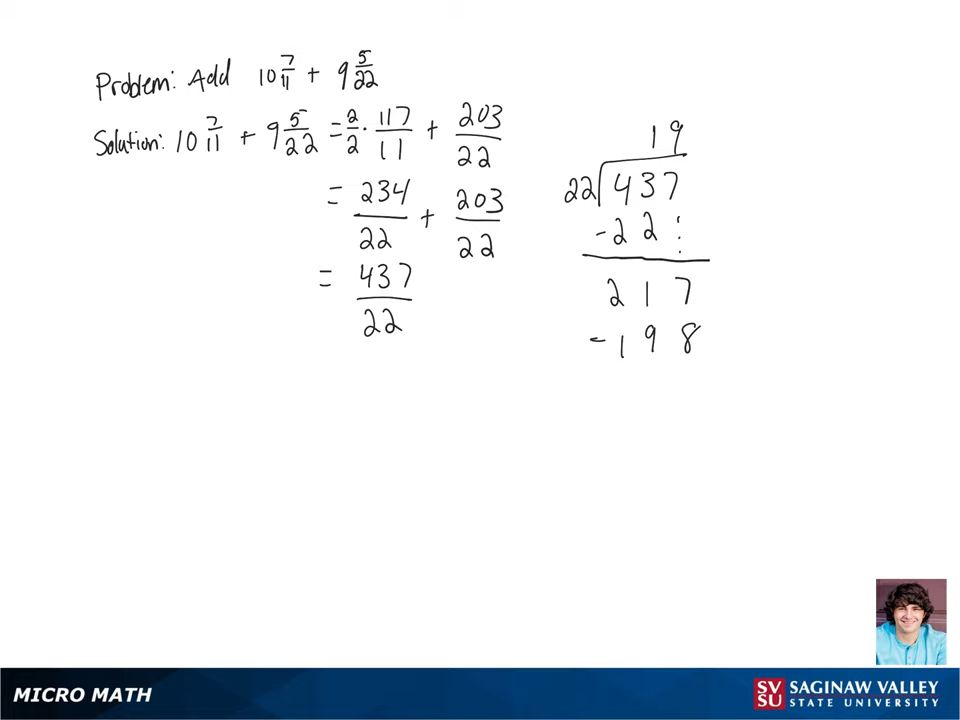 Problem: Add 10 7/11 + 9 5/22
Solution: 10 7/11 + 9 5/22 = 2/2 · 117/11 + 203/22
= 234/22 + 203/22
= 437/22
19
22)437
-22⋮
217
-198
MICRO MATH
SV SU SAGINAW VALLEY
STATE UNIVERSITY